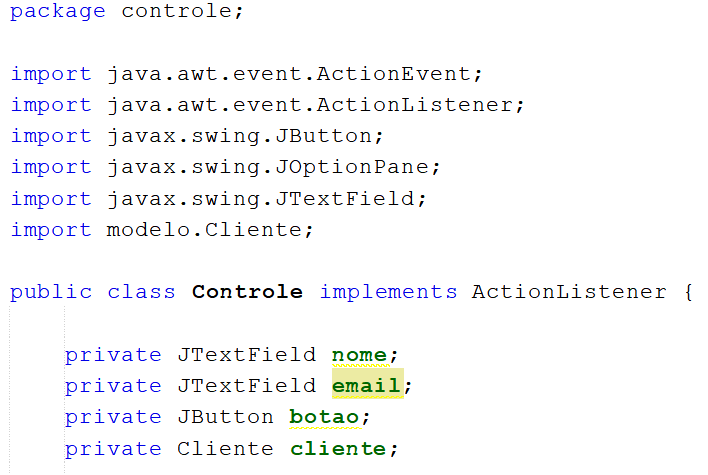 package controle;
import java.awt.event.ActionEvent;
import java.awt.event.ActionListener;
import javax.swing.JButton;
import javax.swing.JOptionPane;
import javax.swing.JTextField;
import modelo.Cliente;
public class Controle implements ActionListener {
private JTextField nome;
private JTextField email;
private JButton botao;
private Cliente cliente;